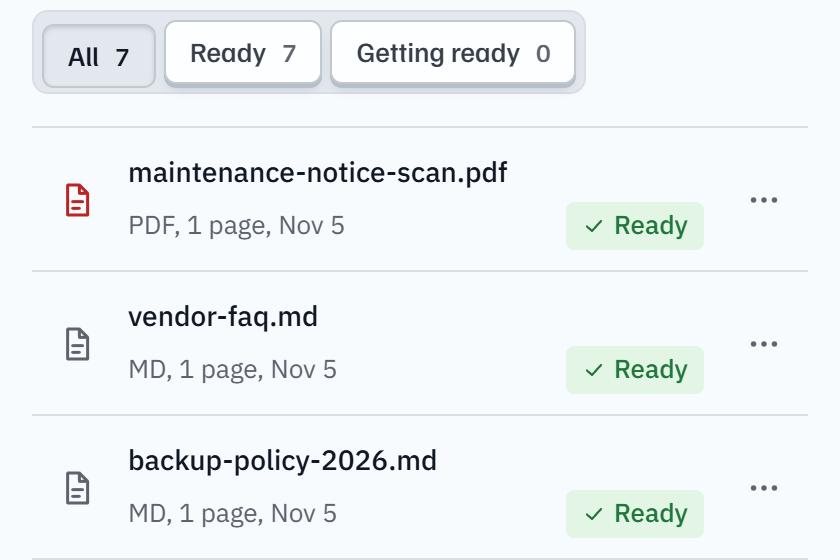 All 7 Ready 7 Getting ready 0
maintenance-notice-scan.pdf
PDF, 1 page, Nov 5
Ready
vendor-faq.md
MD, 1 page, Nov 5
Ready
backup-policy-2026.md
MD, 1 page, Nov 5
Ready